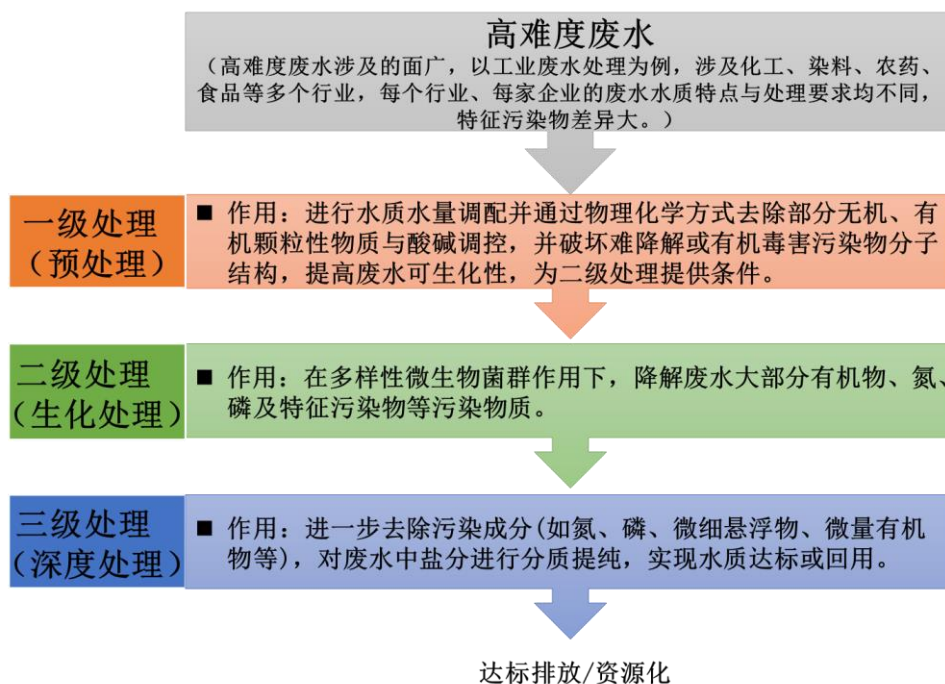 高难度废水
（高难度废水涉及的面广，以工业废水处理为例，涉及化工、染料、农药、
食品等多个行业，每个行业、每家企业的废水水质特点与处理要求均不同，
特征污染物差异大。）
一级处理
（预处理）
■ 作用：进行水质水量调配并通过物理化学方式去除部分无机、有
机颗粒性物质与酸碱调控，并破坏难降解或有机毒害污染物分子
结构，提高废水可生化性，为二级处理提供条件。
二级处理
（生化处理）
■ 作用：在多样性微生物菌群作用下，降解废水大部分有机物、氮、
磷及特征污染物等污染物质。
三级处理
（深度处理）
■ 作用：进一步去除污染成分(如氮、磷、微细悬浮物、微量有机
物等)，对废水中盐分进行分质提纯，实现水质达标或回用。
达标排放/资源化